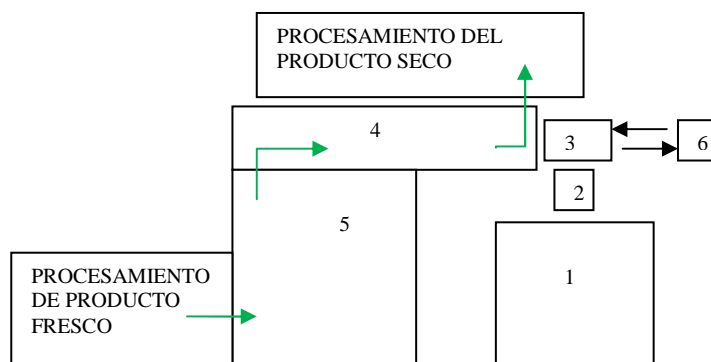 PROCESAMIENTO DEL
PRODUCTO SECO
4
3
6
2
5
1
PROCESAMIENTO
DE PRODUCTO
FRESCO